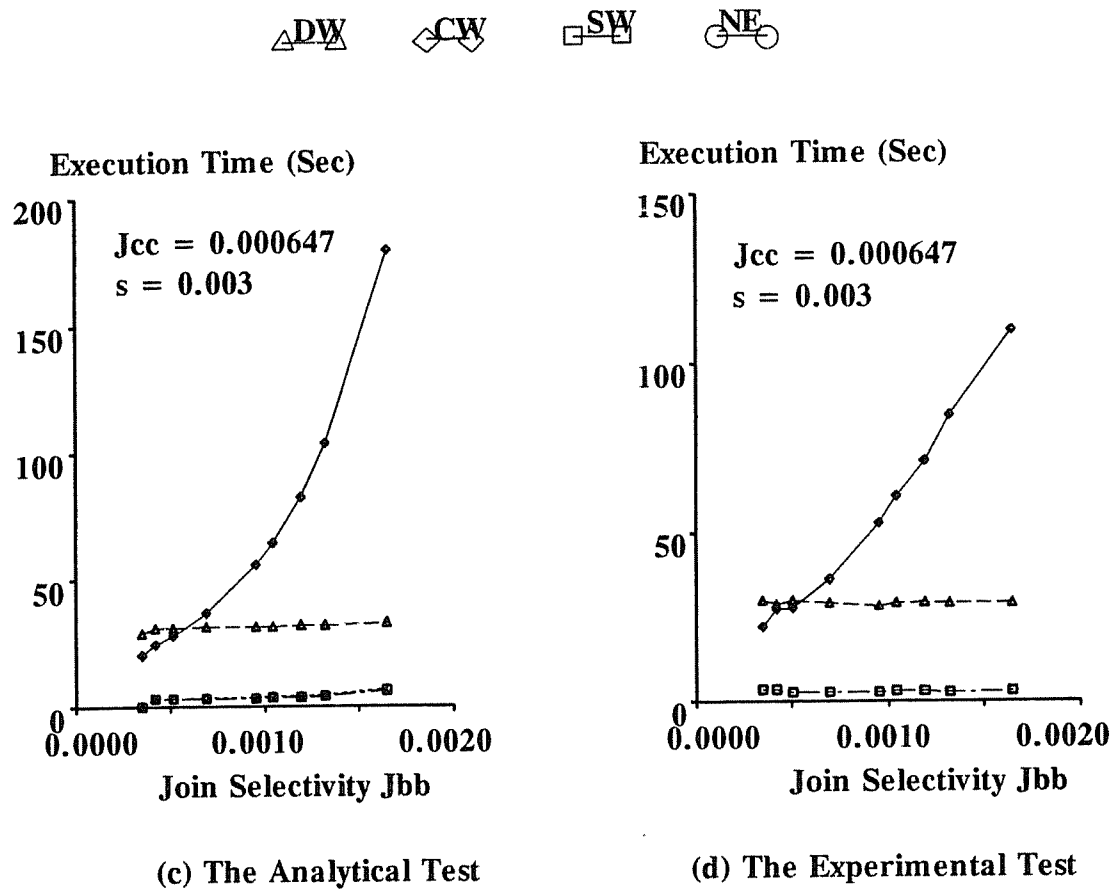 DW CW SW NE
Execution Time (Sec)
200
150
100
50
0
Jcc = 0.000647
s = 0.003
0.0000 0.0010 0.0020
Join Selectivity Jbb
(c) The Analytical Test
Execution Time (Sec)
150
100
50
0
Jcc = 0.000647
s = 0.003
0.0000 0.0010 0.0020
Join Selectivity Jbb
(d) The Experimental Test